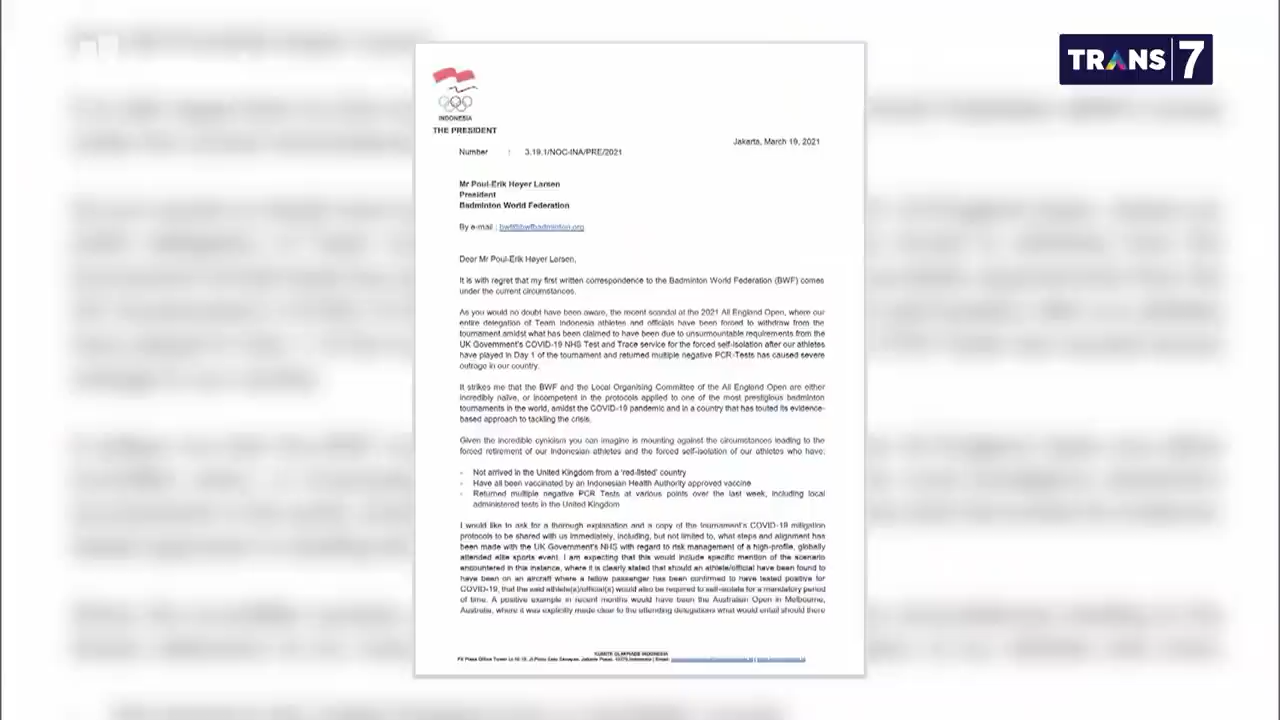 TRANS 7
INDONESIA
THE PRESIDENT
Jakarta, March 19, 2021
Number : 3.19.1/NOC-INA/PRE/2021
Mr Poul-Erik Høyer Larsen
President
Badminton World Federation
By e-mail : bwf@bwfbadminton.org
Dear Mr Poul-Erik Høyer Larsen,
It is with regret that my first written correspondence to the Badminton World Federation (BWF) comes
under the current circumstances.
As you would no doubt have been aware, the recent scandal at the 2021 All England Open, where our
entire delegation of Team Indonesia athletes and officials have been forced to withdraw from the
tournament amidst what has been claimed to have been due to unsurmountable requirements from the
UK Government's COVID-19 NHS Test and Trace service for the forced self-isolation after our athletes
have played in Day 1 of the tournament and returned multiple negative PCR-Tests has caused severe
outrage in our country.
It strikes me that the BWF and the Local Organising Committee of the All England Open are either
incredibly naïve, or incompetent in the protocols applied to one of the most prestigious badminton
tournaments in the world, amidst the COVID-19 pandemic and in a country that has touted its evidence-
based approach to tackling the crisis.
Given the incredible cynicism you can imagine is mounting against the circumstances leading to the
forced retirement of our Indonesian athletes and the forced self-isolation of our athletes who have:
- Not arrived in the United Kingdom from a 'red-listed' country
- Have all been vaccinated by an Indonesian Health Authority approved vaccine
- Returned multiple negative PCR Tests at various points over the last week, including local
administered tests in the United Kingdom
I would like to ask for a thorough explanation and a copy of the tournament's COVID-19 mitigation
protocols to be shared with us immediately, including, but not limited to, what steps and alignment has
been made with the UK Government's NHS with regard to risk management of a high-profile, globally
attended elite sports event. I am expecting that this would include specific mention of the scenario
encountered in this instance, where it is clearly stated that should an athlete/official have been found to
have been on an aircraft where a fellow passenger has been confirmed to have tested positive for
COVID-19, that the said athlete(s)/official(s) would also be required to self-isolate for a mandatory period
of time. A positive example in recent months would have been the Australian Open in Melbourne,
Australia, where it was explicitly made clear to the attending delegations what would entail should there
KOMITE OLIMPIADE INDONESIA
FX Plaza Office Tower Jakarta Pusat, 10270, Indonesia | Email: